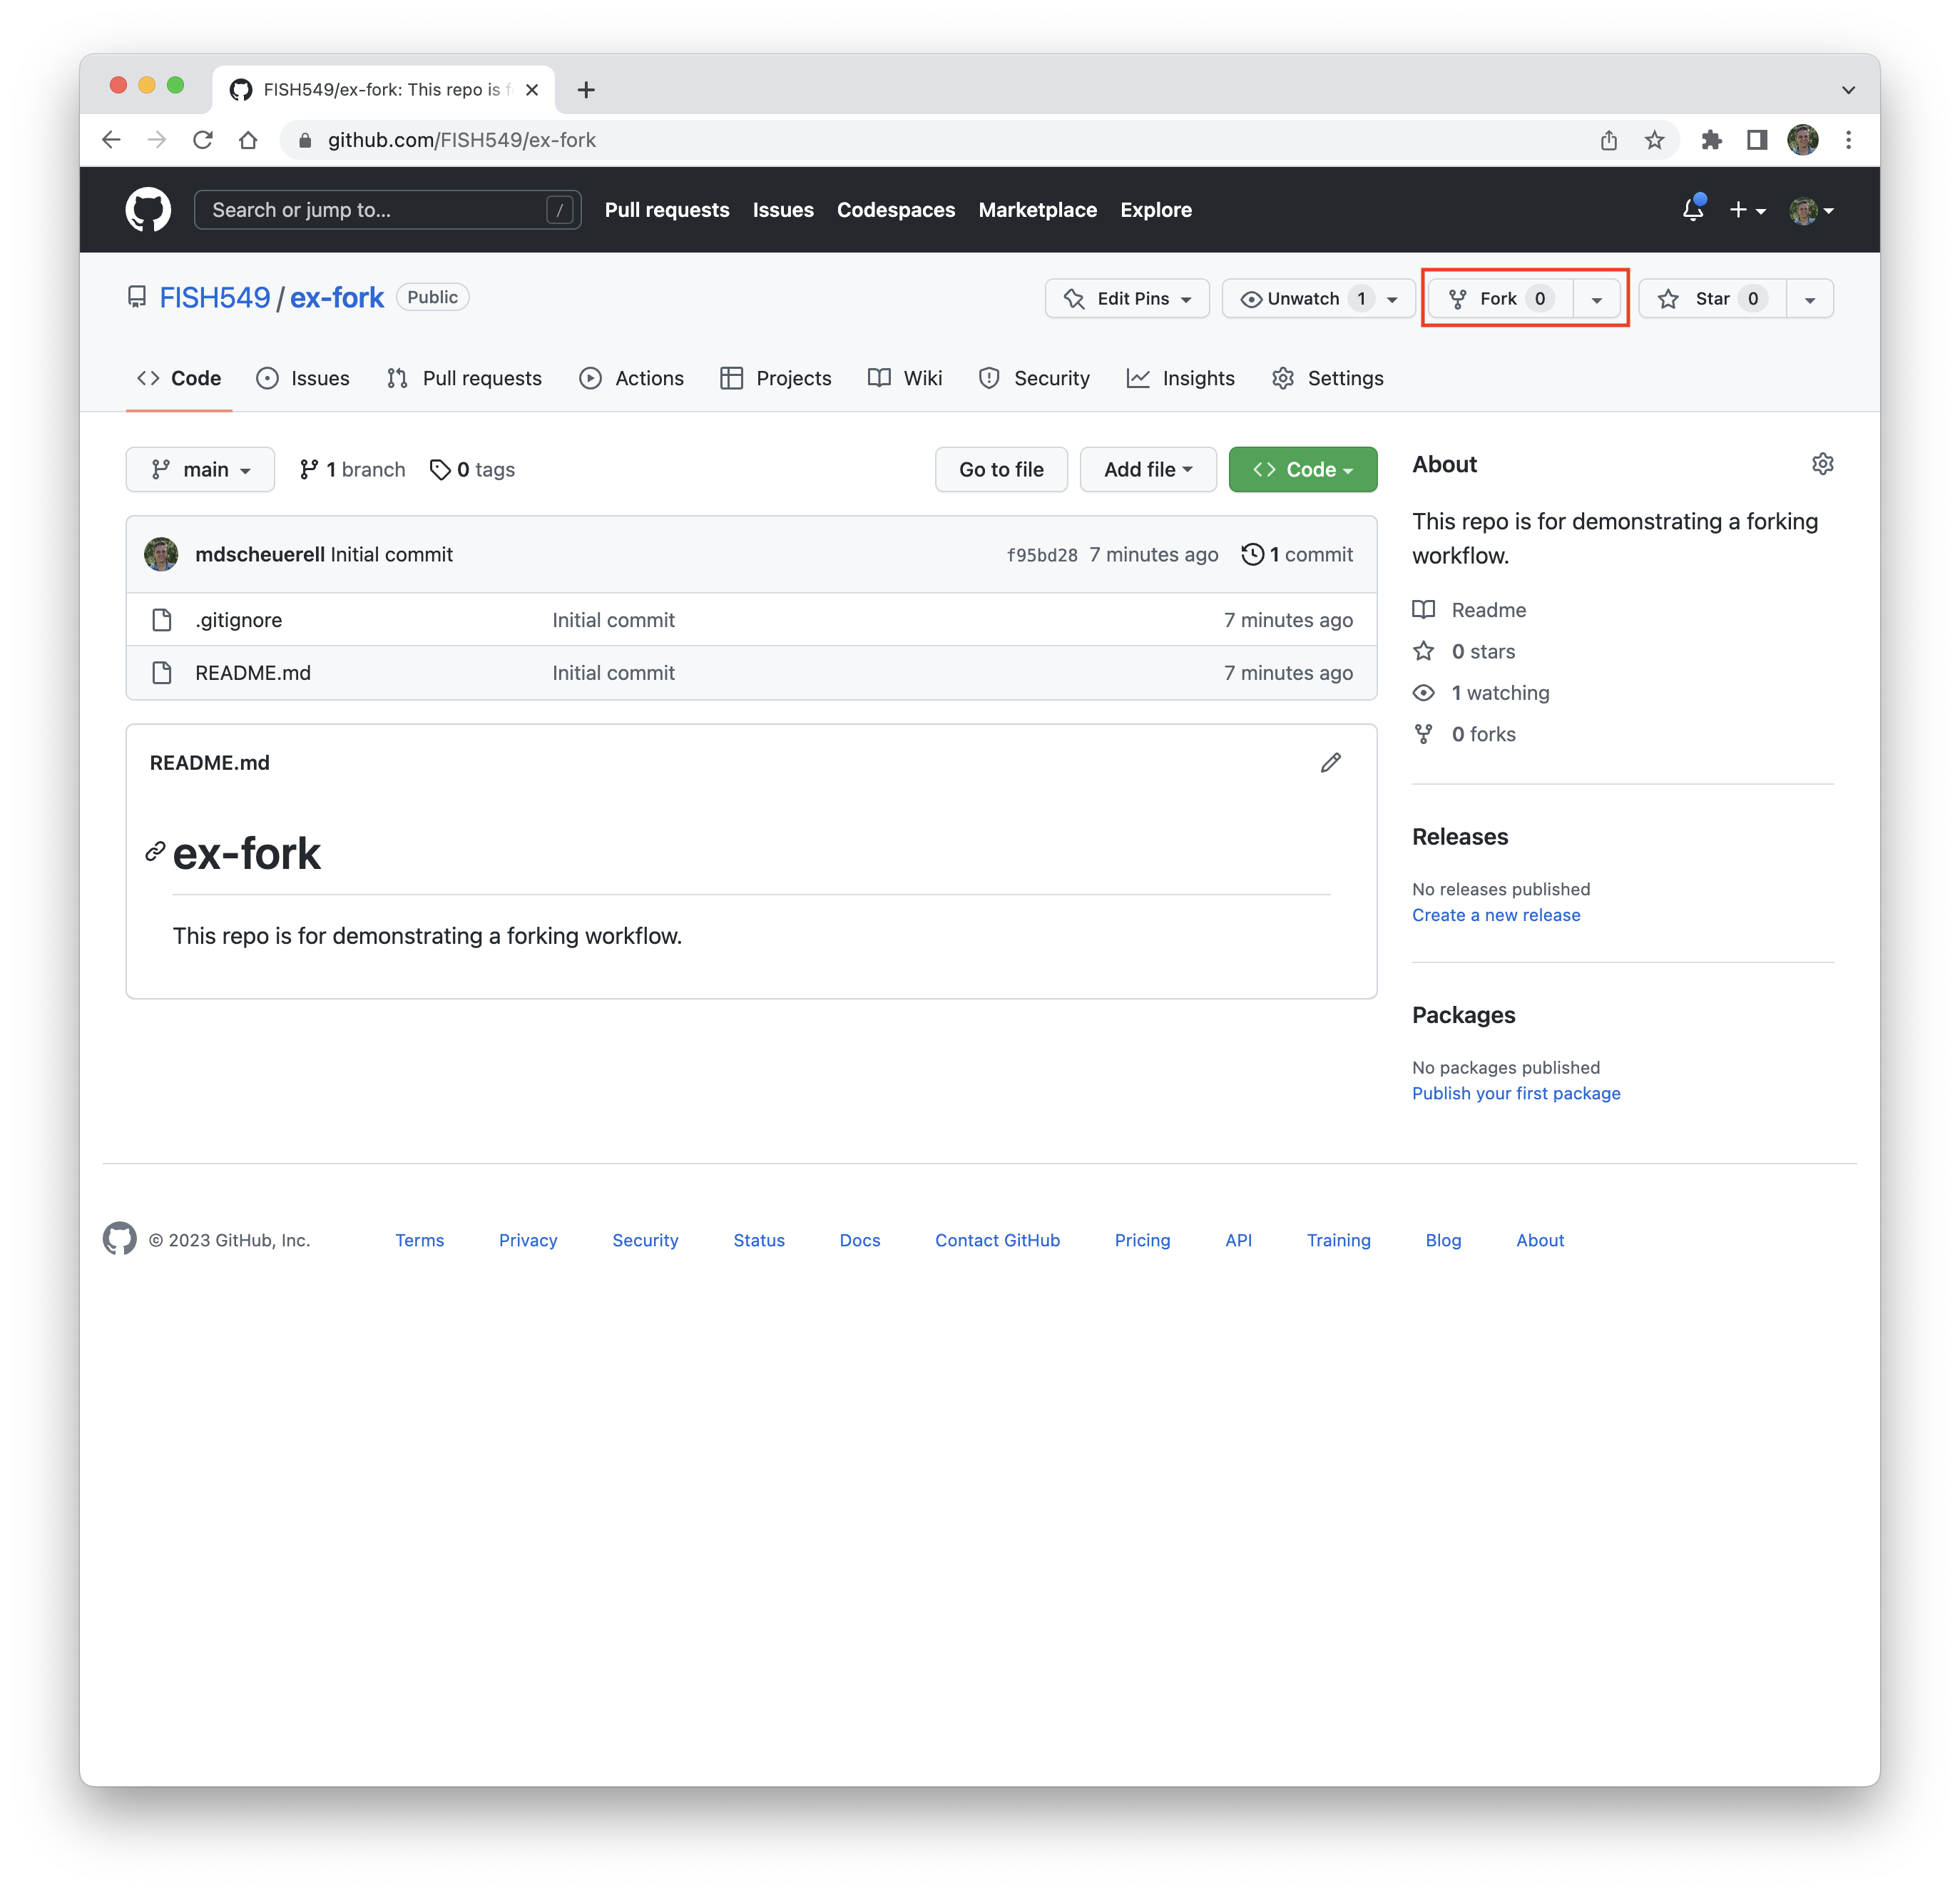 FISH549/ex-fork: This repo is f
github.com/FISH549/ex-fork
Search or jump to... / Pull requests Issues Codespaces Marketplace Explore
FISH549 / ex-fork Public Edit Pins Unwatch 1 Fork 0 Star 0
Code Issues Pull requests Actions Projects Wiki Security Insights Settings
main 1 branch 0 tags Go to file Add file Code
mdscheuerell Initial commit f95bd28 7 minutes ago 1 commit
.gitignore Initial commit 7 minutes ago
README.md Initial commit 7 minutes ago
README.md
ex-fork
This repo is for demonstrating a forking workflow.
About
This repo is for demonstrating a forking
workflow.
Readme
0 stars
1 watching
0 forks
Releases
No releases published
Create a new release
Packages
No packages published
Publish your first package
© 2023 GitHub, Inc. Terms Privacy Security Status Docs Contact GitHub Pricing API Training Blog About